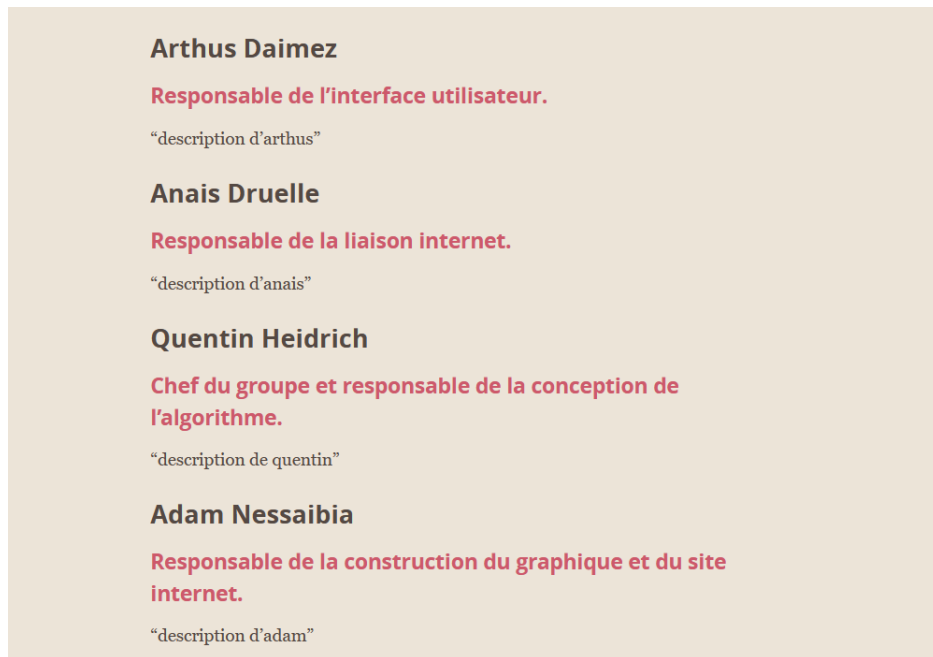 Arthus Daimez
Responsable de l’interface utilisateur.
“description d’arthus”
Anais Druelle
Responsable de la liaison internet.
“description d’anais”
Quentin Heidrich
Chef du groupe et responsable de la conception de
l’algorithme.
“description de quentin”
Adam Nessaibia
Responsable de la construction du graphique et du site
internet.
“description d’adam”